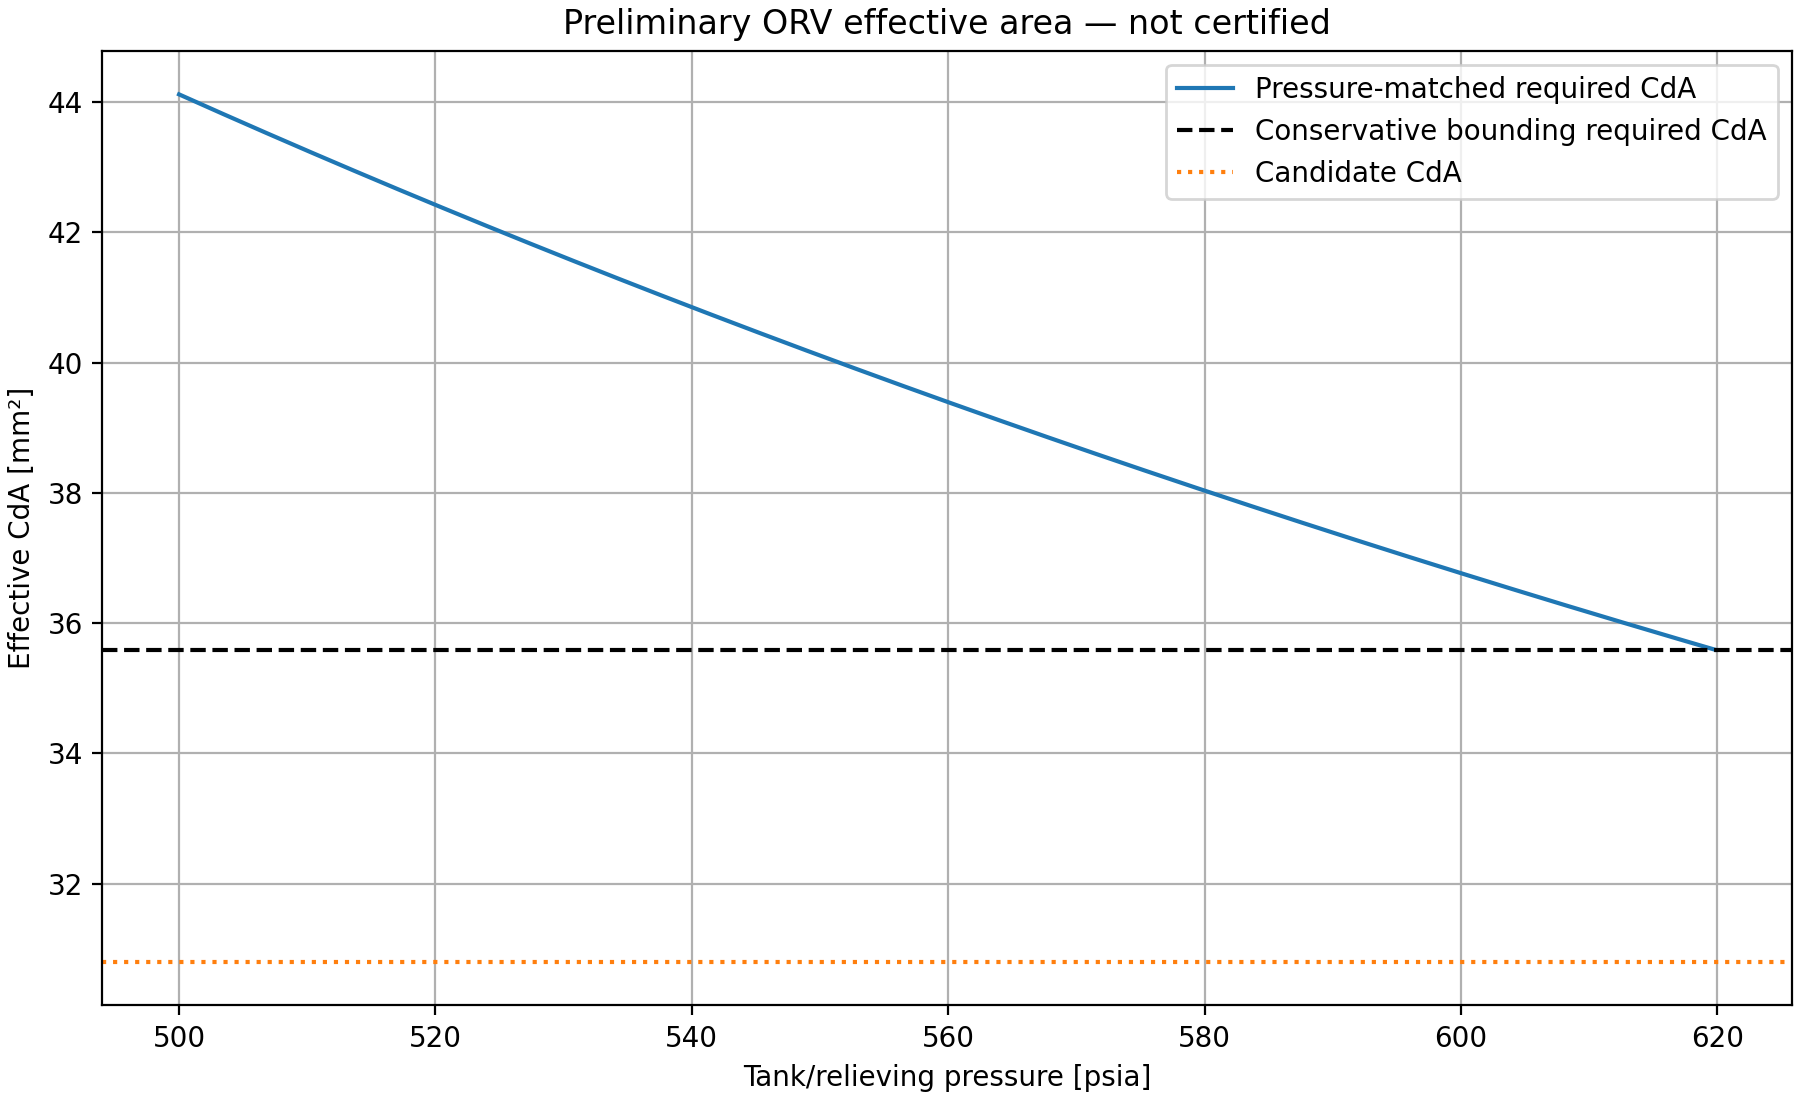 Preliminary ORV effective area — not certified
Pressure-matched required CdA
Conservative bounding required CdA
Candidate CdA
Effective CdA [mm²]
44
42
40
38
36
34
32
500 520 540 560 580 600 620
Tank/relieving pressure [psia]